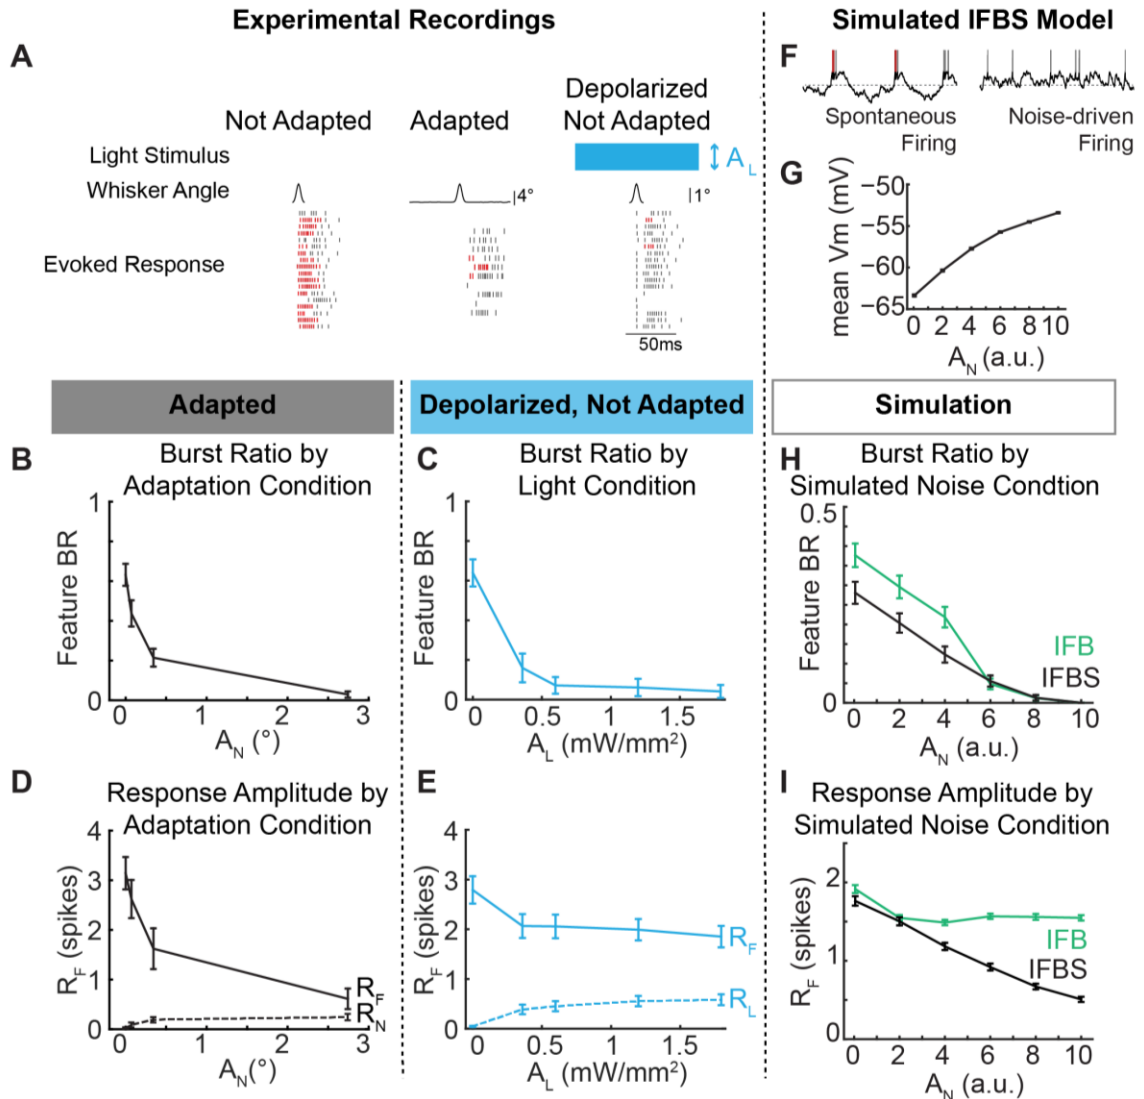 Experimental Recordings
Simulated IFBS Model
A
Not Adapted
Adapted
Depolarized
Not Adapted
Light Stimulus
A_L
Whisker Angle
4°
1°
Evoked Response
50ms
F
Spontaneous
Firing
Noise-driven
Firing
G
mean Vm (mV)
−50
−55
−60
−65
0 2 4 6 8 10
A_N (a.u.)
Adapted
Depolarized, Not Adapted
Simulation
B
Burst Ratio by
Adaptation Condition
Feature BR
1
0
0 1 2 3
A_N (°)
C
Burst Ratio by
Light Condition
Feature BR
1
0
0 0.5 1 1.5
A_L (mW/mm²)
H
Burst Ratio by
Simulated Noise Condtion
Feature BR
0.5
0
IFB
IFBS
0 2 4 6 8 10
A_N (a.u.)
D
Response Amplitude by
Adaptation Condition
R_F (spikes)
4
3
2
1
0
R_F
R_N
0 1 2 3
A_N(°)
E
R_F (spikes)
4
3
2
1
0
R_F
R_L
0 0.5 1 1.5
A_L (mW/mm²)
I
Response Amplitude by
Simulated Noise Condition
R_F (spikes)
2
1
0
IFB
IFBS
0 2 4 6 8 10
A_N (a.u.)